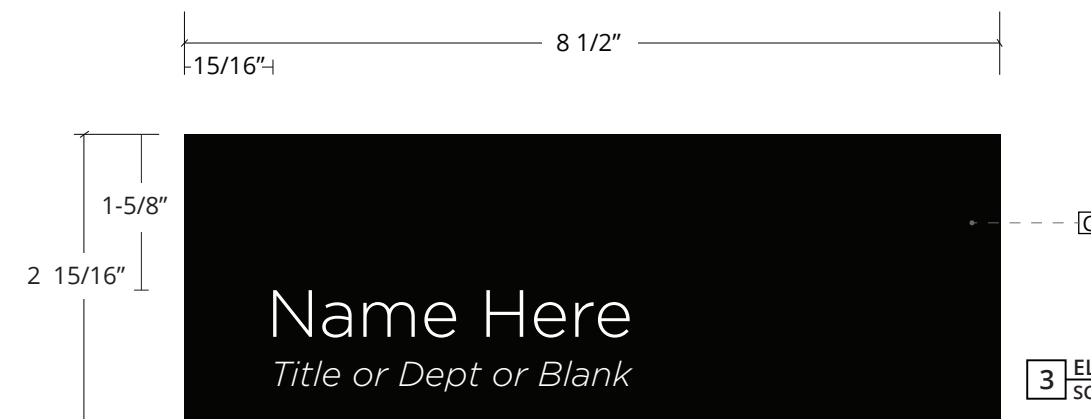 8 1/2”
15/16”
1-5/8”
2 15/16”
Name Here
Title or Dept or Blank
3